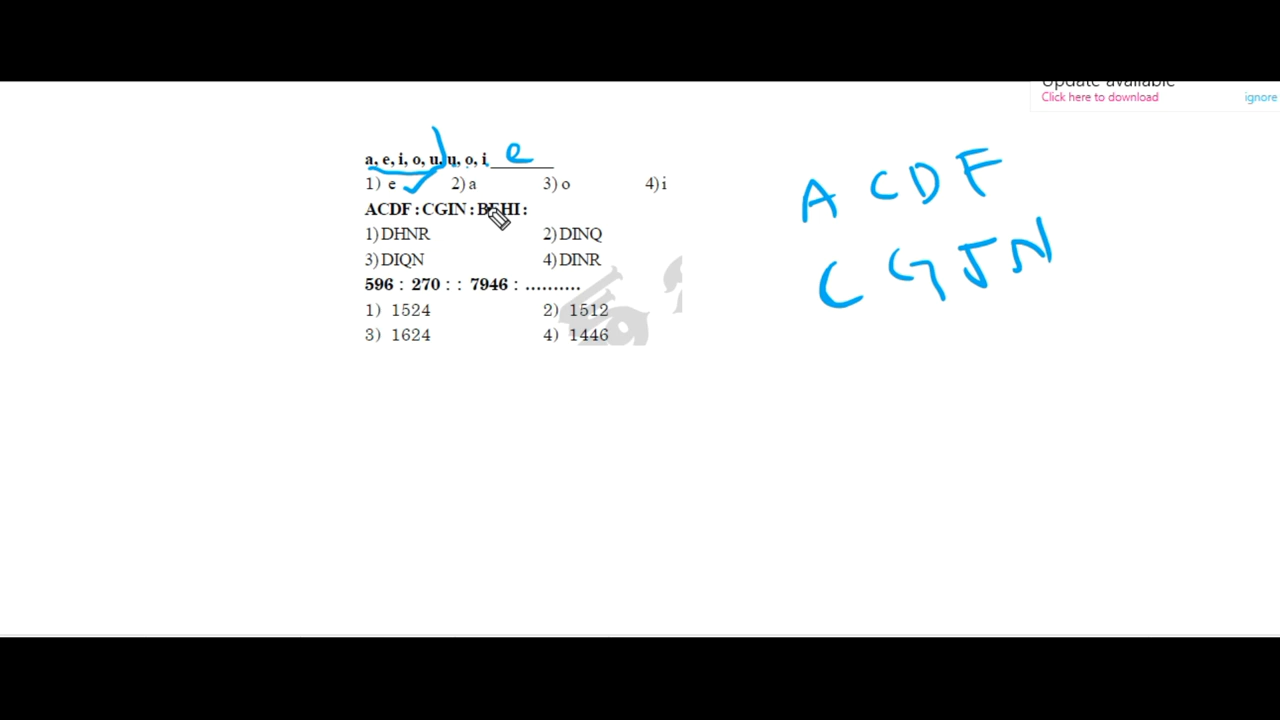 Update available
Click here to download ignore
a, e, i, o, u, u, o, i, e
1) e 2) a 3) o 4) i
ACDF : CGIN : BFHI :
1) DHNR 2) DINQ
3) DIQN 4) DINR
596 : 270 : : 7946 : ..........
1) 1524 2) 1512
3) 1624 4) 1446
A C D F
C G J N